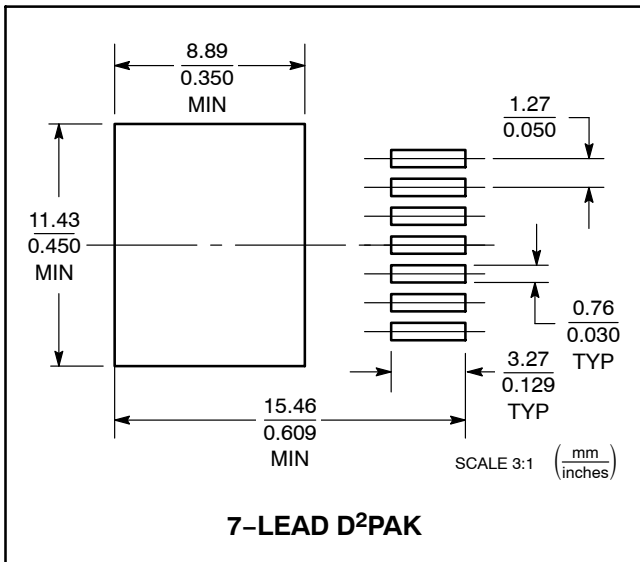 8.89
0.350
MIN
1.27
0.050
11.43
0.450
MIN
0.76
0.030
TYP
3.27
0.129
TYP
15.46
0.609
MIN
SCALE 3:1 (mm
inches)
7–LEAD D²PAK